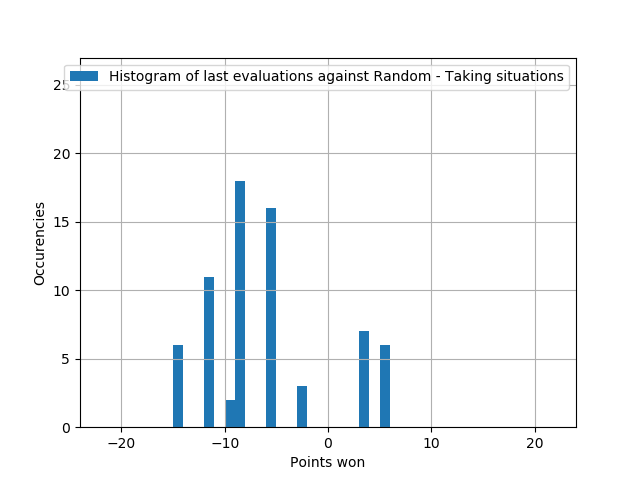 Histogram of last evaluations against Random - Taking situations
25
20
15
10
5
0
Occurencies
−20 −10 0 10 20
Points won